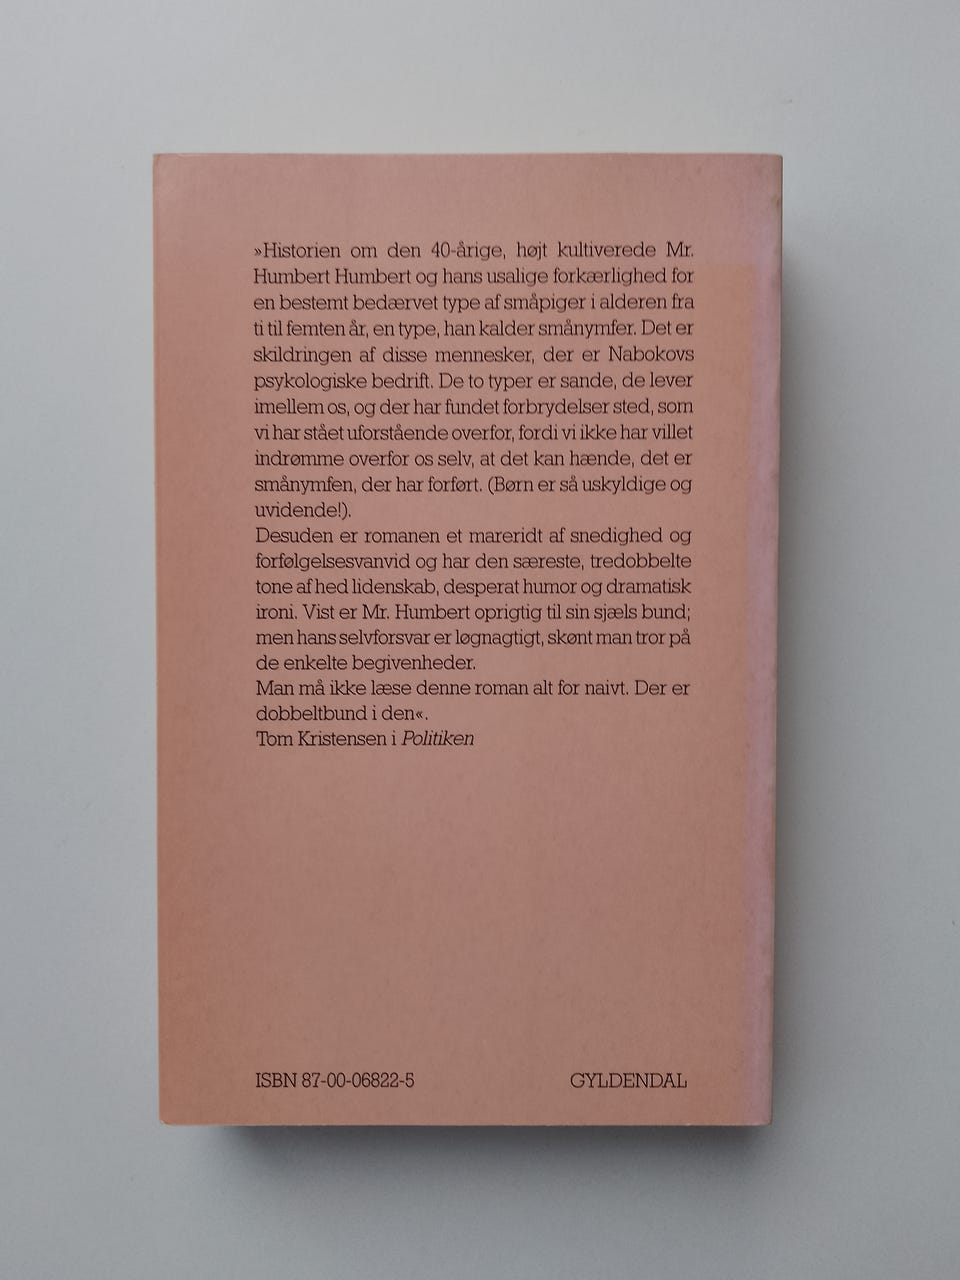 »Historien om den 40-årige, højt kultiverede Mr.
Humbert Humbert og hans usalige forkærlighed for
en bestemt bedærvet type af småpiger i alderen fra
ti til femten år, en type, han kalder smånymfer. Det er
skildringen af disse mennesker, der er Nabokovs
psykologiske bedrift. De to typer er sande, de lever
imellem os, og der har fundet forbrydelser sted, som
vi har stået uforstående overfor, fordi vi ikke har villet
indrømme overfor os selv, at det kan hænde, det er
smånymfen, der har forført. (Børn er så uskyldige og
uvidende!).
Desuden er romanen et mareridt af snedighed og
forfølgelsesvanvid og har den særeste, tredobbelte
tone af hed lidenskab, desperat humor og dramatisk
ironi. Vist er Mr. Humbert oprigtig til sin sjæls bund;
men hans selvforsvar er løgnagtigt, skønt man tror på
de enkelte begivenheder.
Man må ikke læse denne roman alt for naivt. Der er
dobbeltbund i den«.
Tom Kristensen i Politiken
ISBN 87-00-06822-5 GYLDENDAL